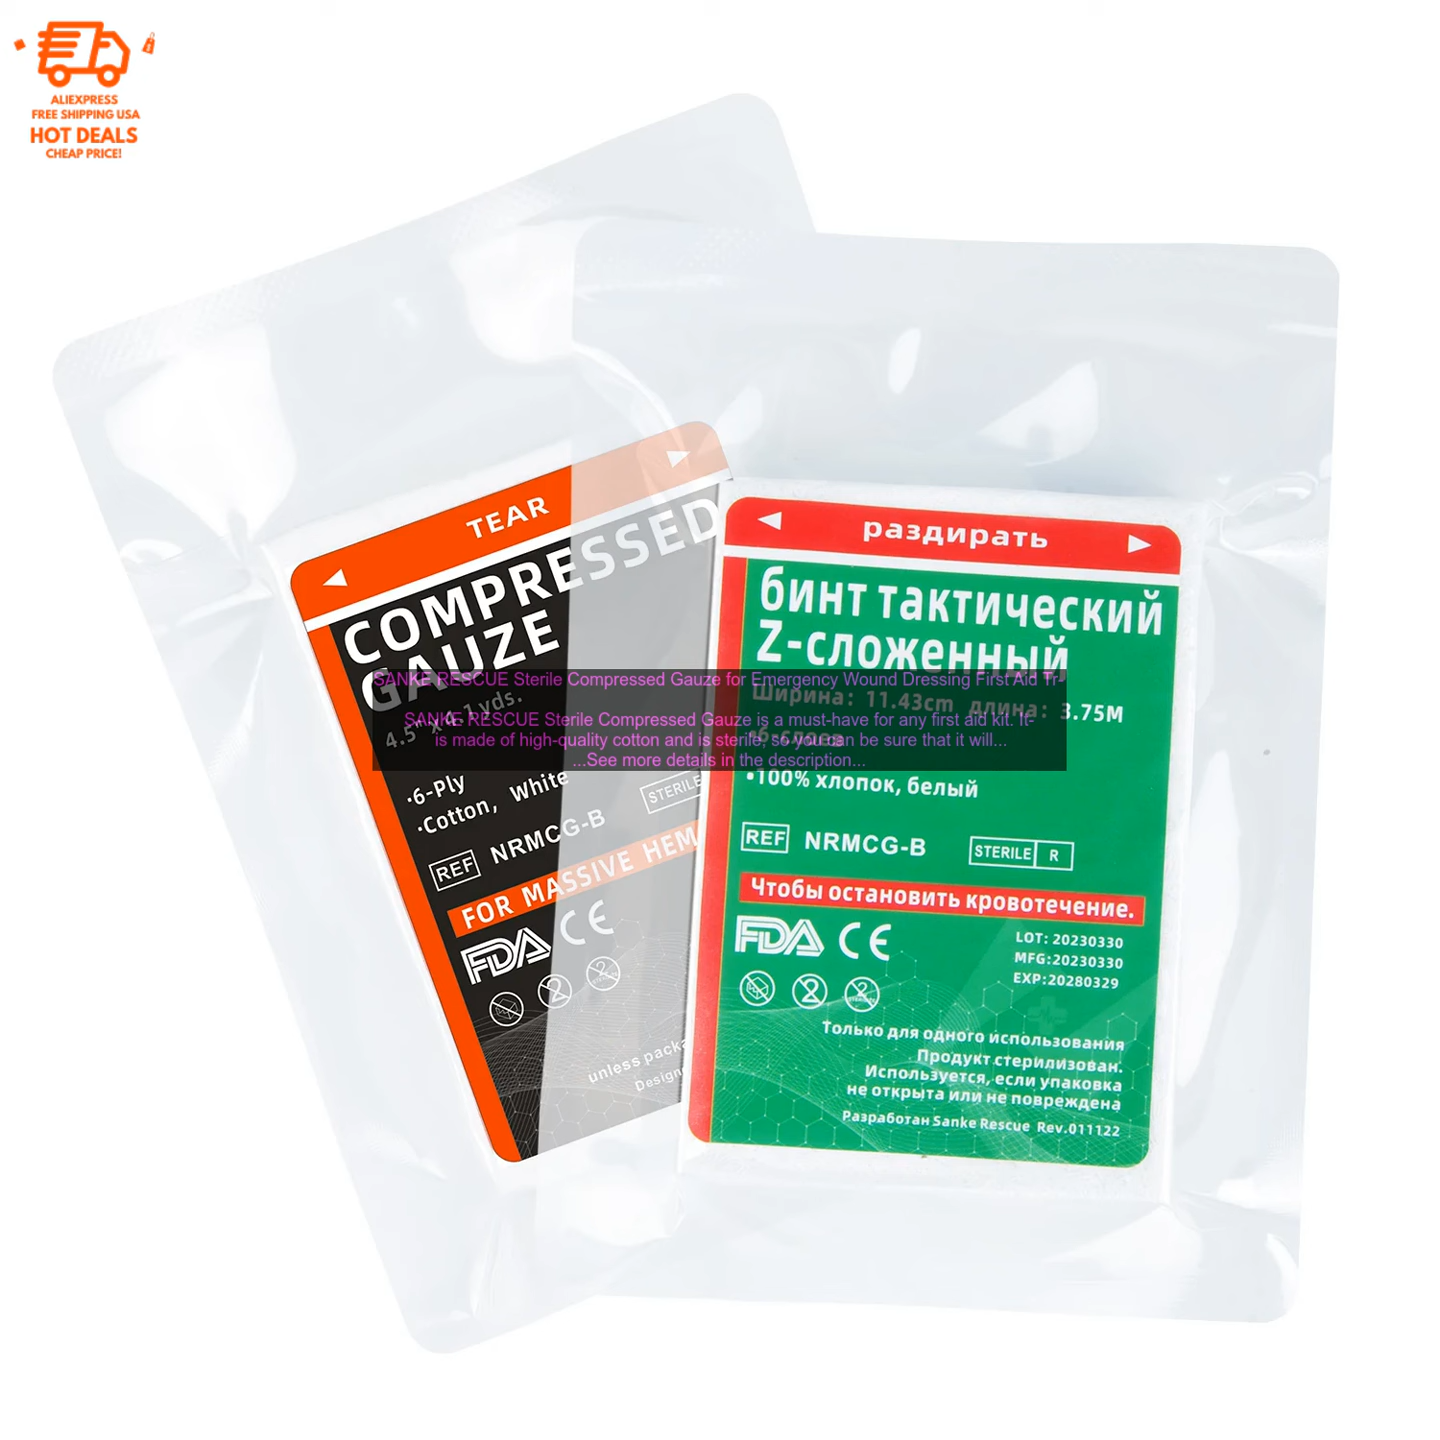 ALIEXPRESS
FREE SHIPPING USA
HOT DEALS
CHEAP PRICE!
TEAR
COMPRESSED
GAUZE
4.5" x 4.1 yds.
•6-Ply
•Cotton, White
REF NRMCG-B STERILE
FOR MASSIVE HEM
FDA CE
unless packa
Designe
раздирать
бинт тактический
Z-сложенный
Ширина: 11.43cm длина: 3.75М
•6-слоев
•100% хлопок, белый
REF NRMCG-B STERILE R
Чтобы остановить кровотечение.
FDA CE
LOT: 20230330
MFG:20230330
EXP:20280329
Только для одного использования
Продукт стерилизован.
Используется, если упаковка
не открыта или не повреждена
Разработан Sanke Rescue Rev.011122
SANKE RESCUE Sterile Compressed Gauze for Emergency Wound Dressing First Aid Tr
SANKE RESCUE Sterile Compressed Gauze is a must-have for any first aid kit. It-
is made of high-quality cotton and is sterile, so you can be sure that it will...
...See more details in the description...